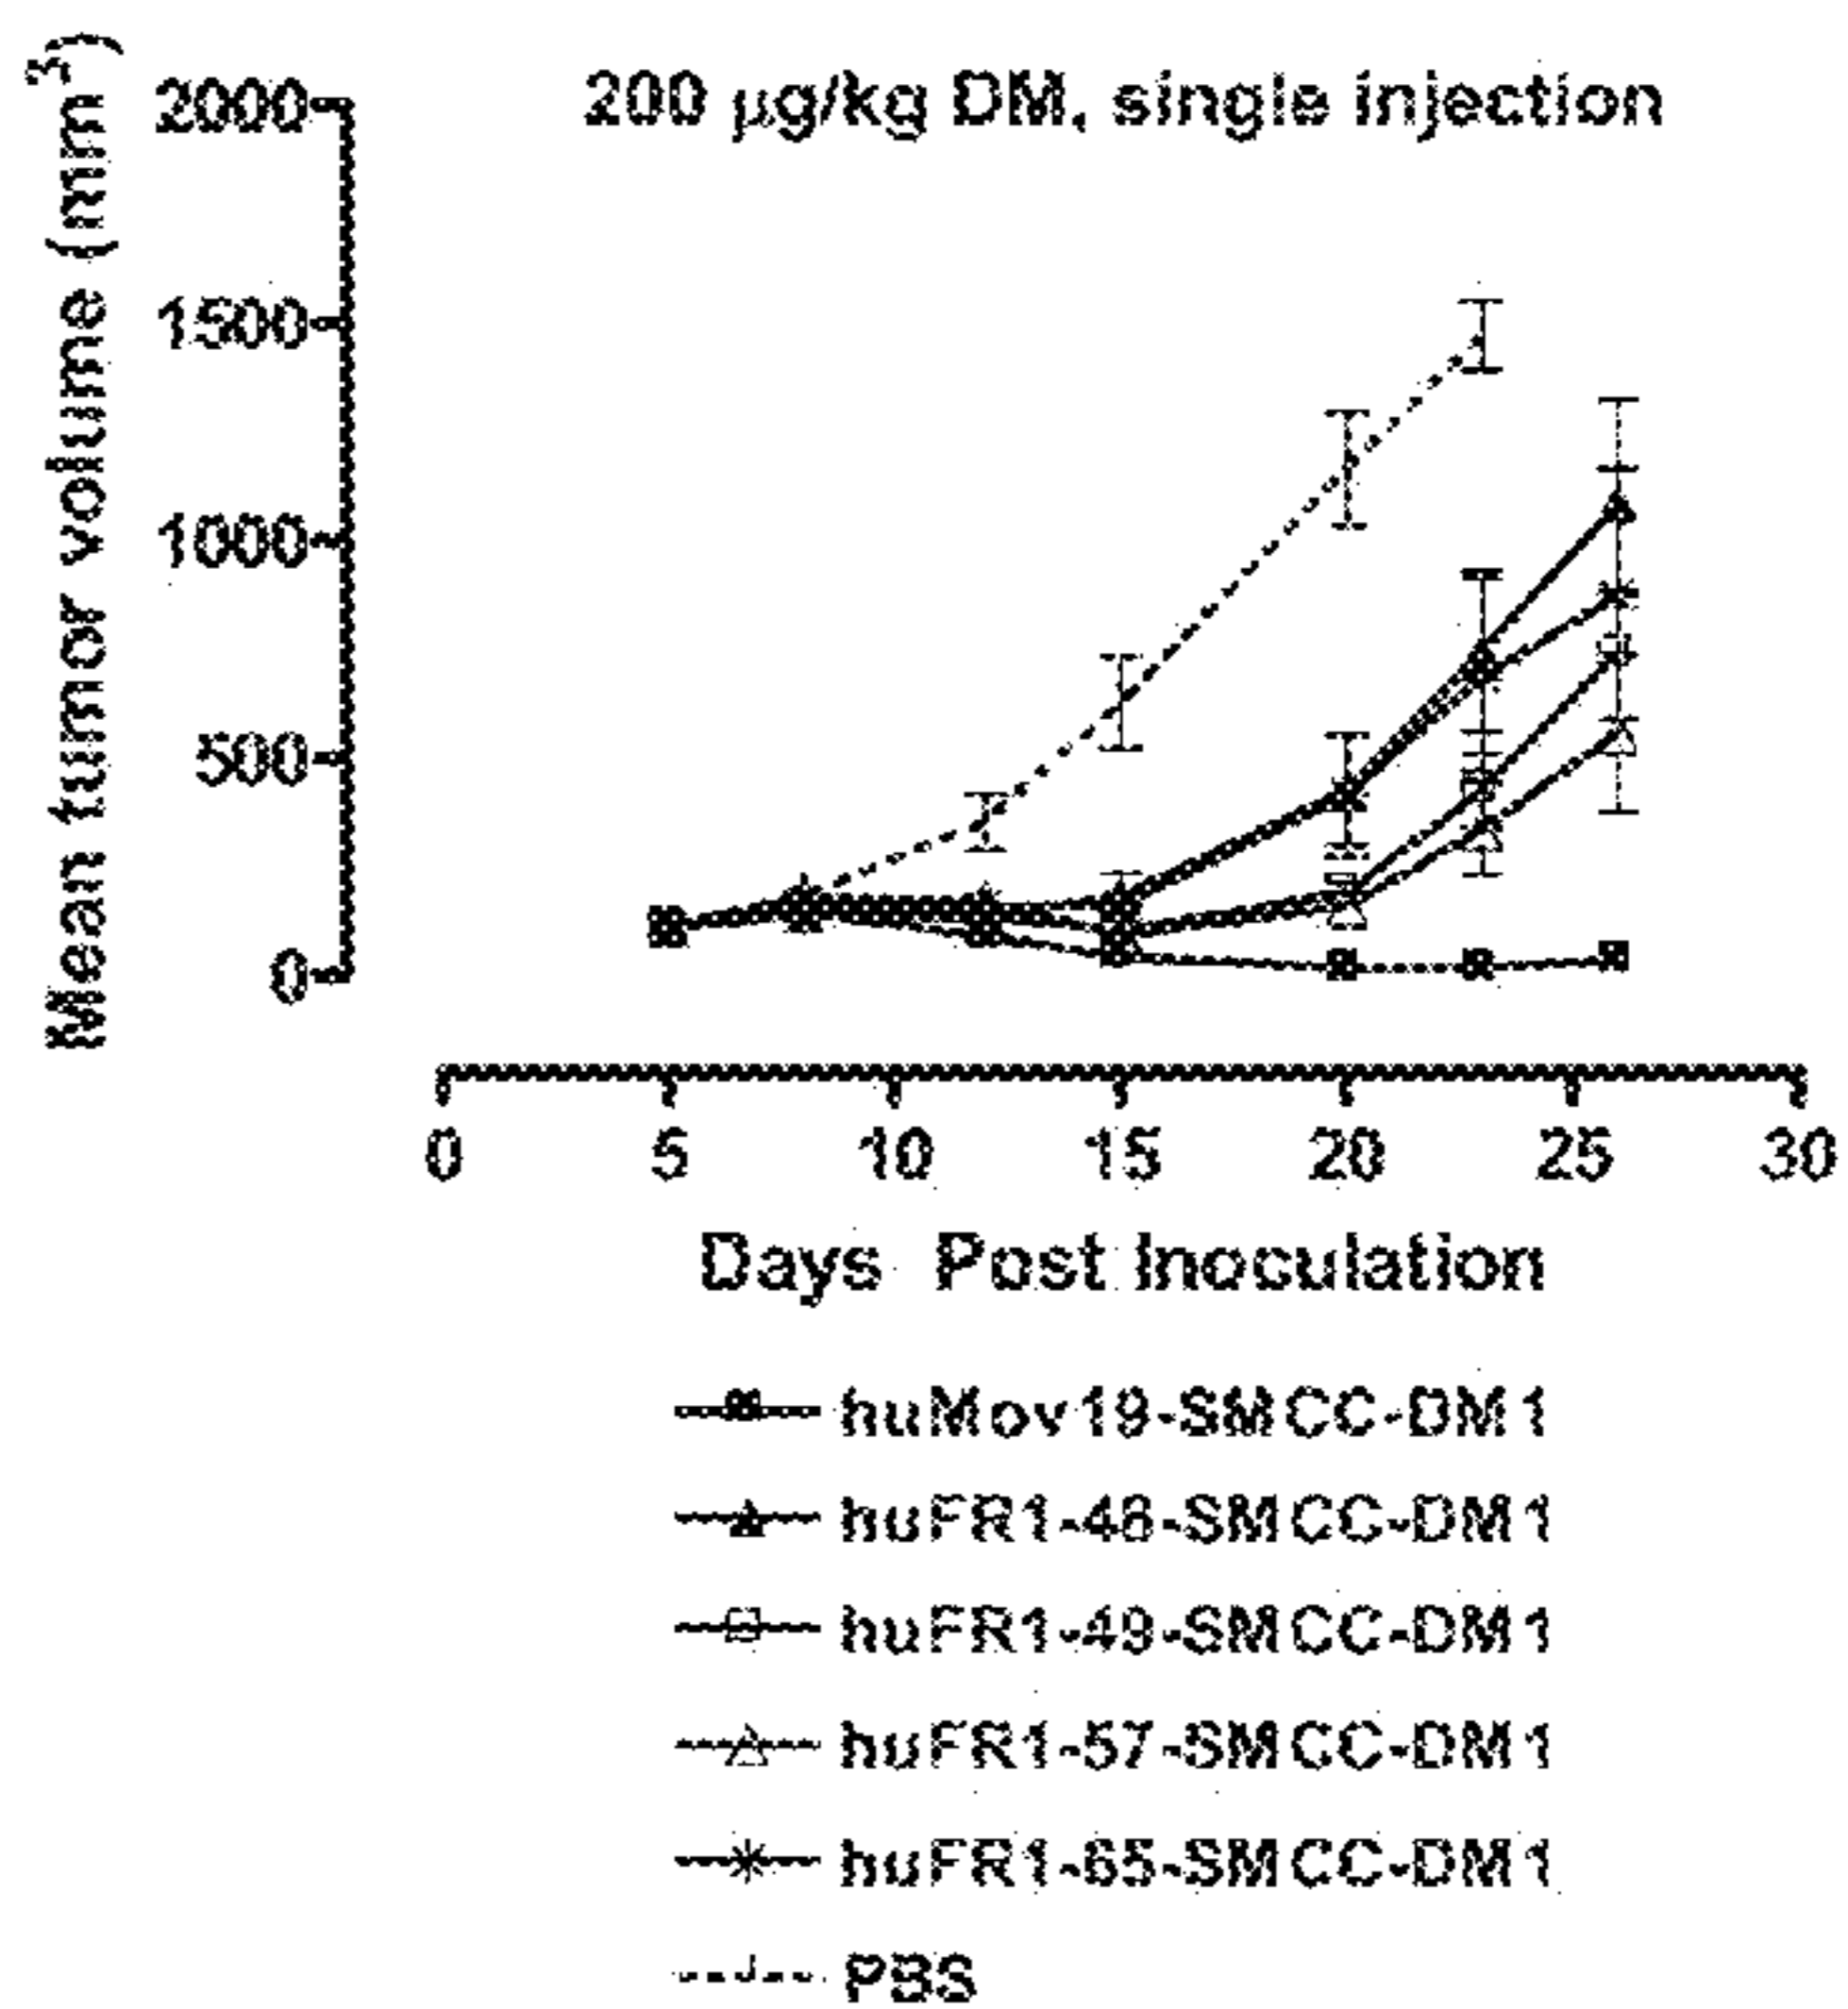 Mean tumor volume (mm³)
200 µg/kg DM, single injection
2000
1500
1000
500
0
0 5 10 15 20 25 30
Days Post Inoculation
huMov19-SMCC-DM1
huFR1-48-SMCC-DM1
huFR1-49-SMCC-DM1
huFR1-57-SMCC-DM1
huFR1-65-SMCC-DM1
PBS